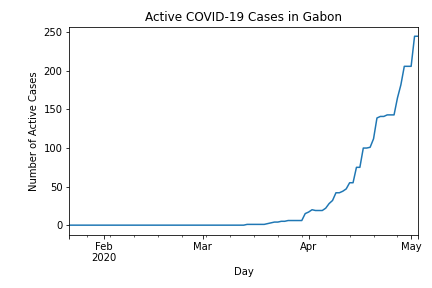 Active COVID-19 Cases in Gabon
250
200
150
100
50
0
Number of Active Cases
Feb
2020
Mar
Apr
May
Day